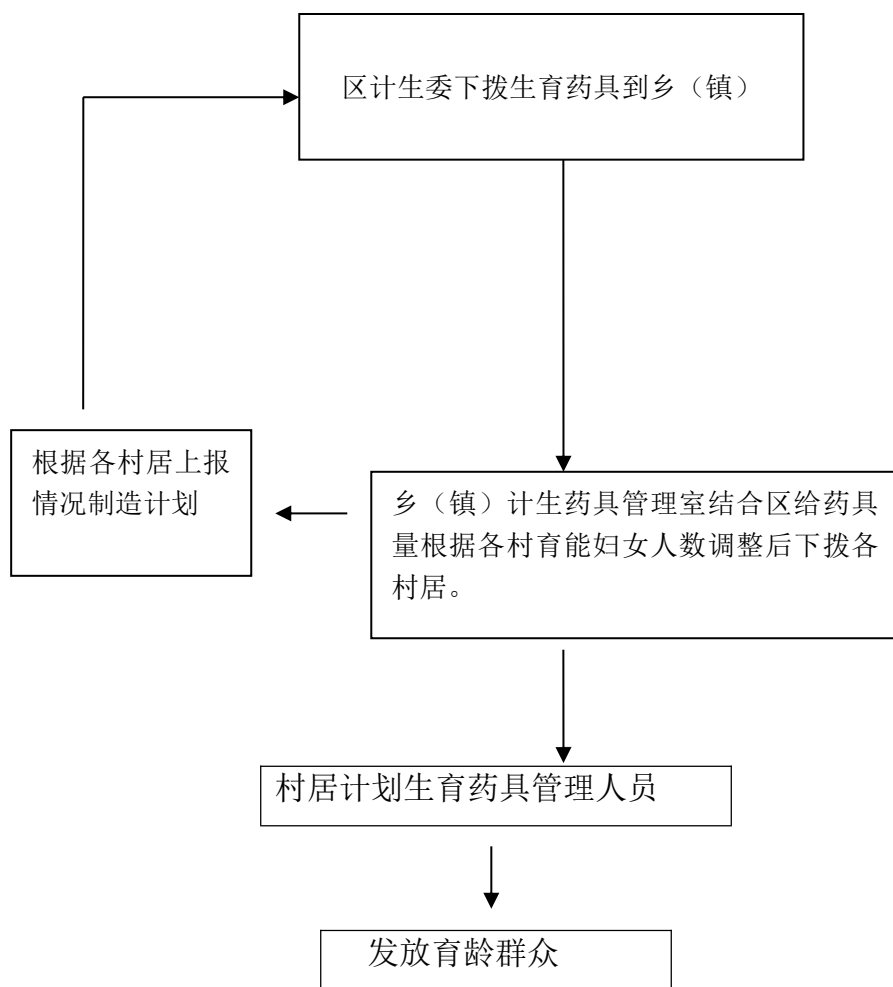 区计生委下拨生育药具到乡（镇）
根据各村居上报
情况制造计划
乡（镇）计生药具管理室结合区给药具
量根据各村育能妇女人数调整后下拨各
村居。
村居计划生育药具管理人员
发放育龄群众